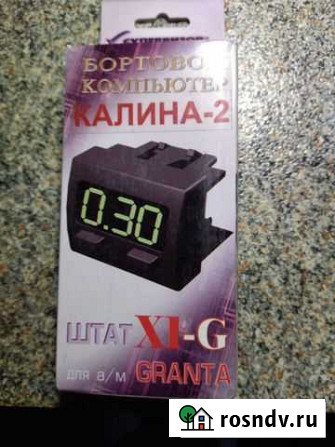 БОРТОВОЙ
КОМПЬЮТЕР
КАЛИНА-2
0.30
ШТАТ XI-G
для а/м GRANTA
rosndv.ru